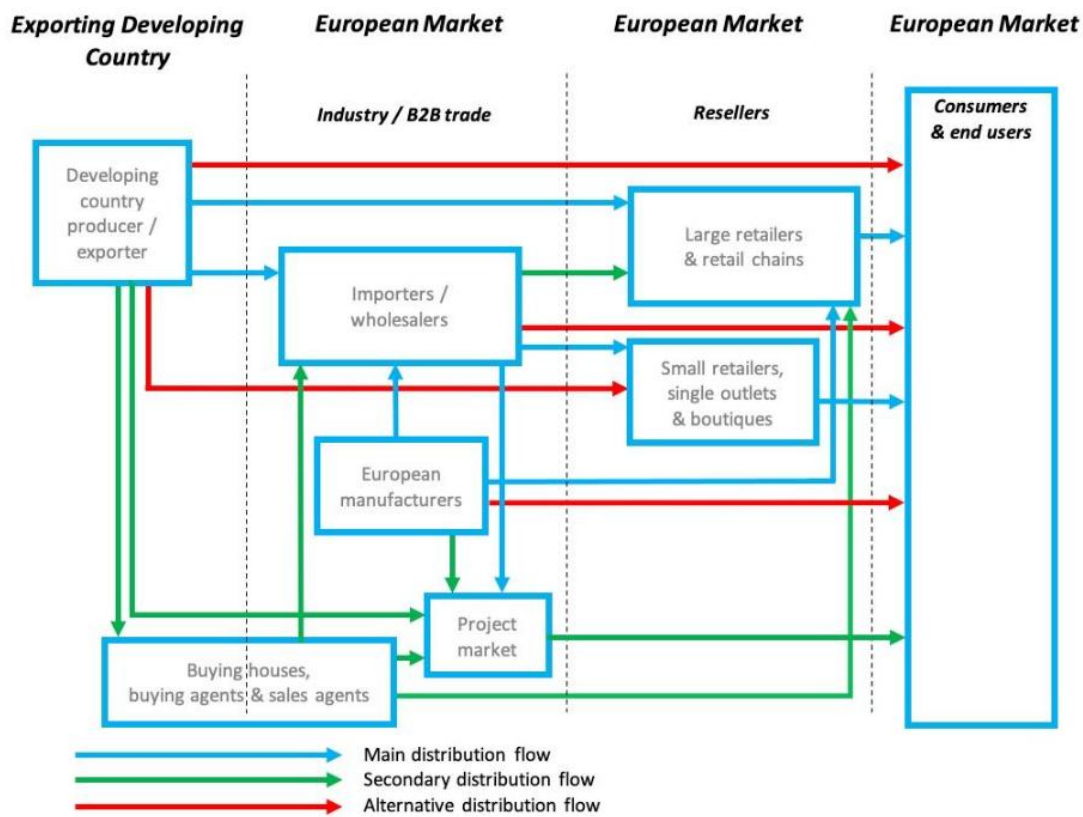 Exporting Developing
Country
European Market
European Market
European Market
Industry / B2B trade
Resellers
Consumers
& end users
Developing
country
producer /
exporter
Large retailers
& retail chains
Importers /
wholesalers
Small retailers,
single outlets
& boutiques
European
manufacturers
Project
market
Buying houses,
buying agents & sales agents
Main distribution flow
Secondary distribution flow
Alternative distribution flow